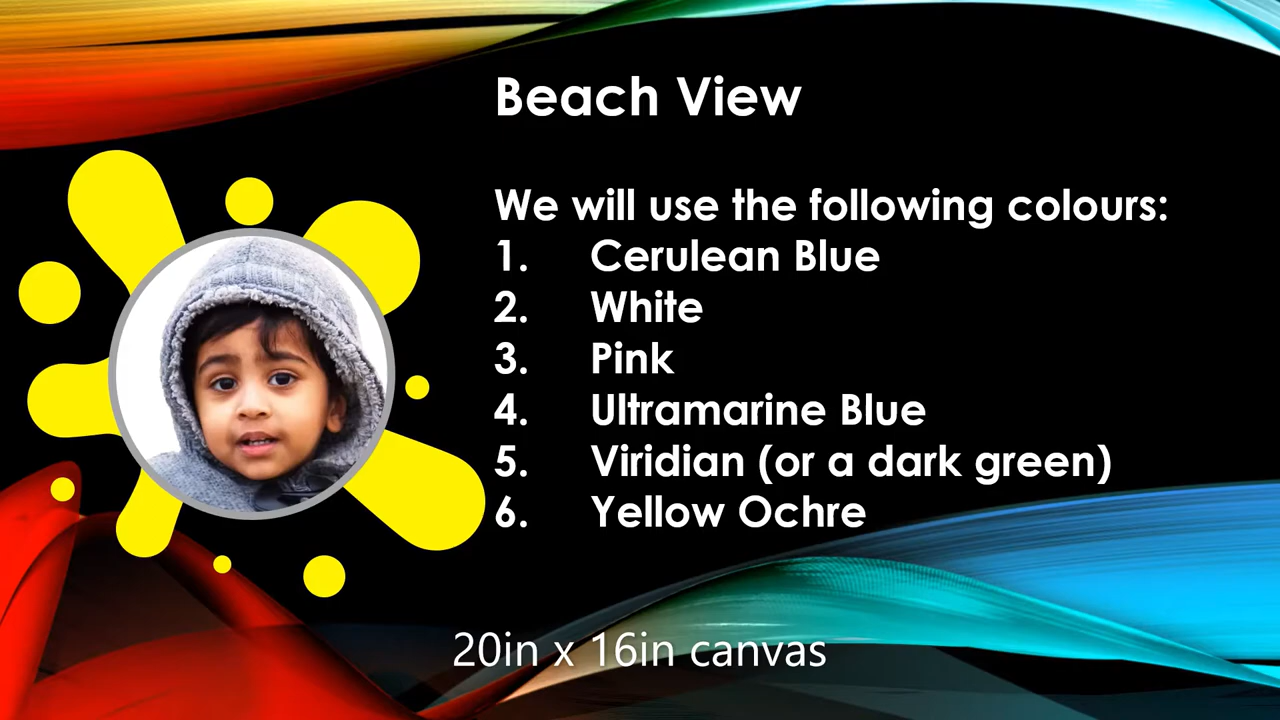 Beach View
We will use the following colours:
1. Cerulean Blue
2. White
3. Pink
4. Ultramarine Blue
5. Viridian (or a dark green)
6. Yellow Ochre
20in x 16in canvas